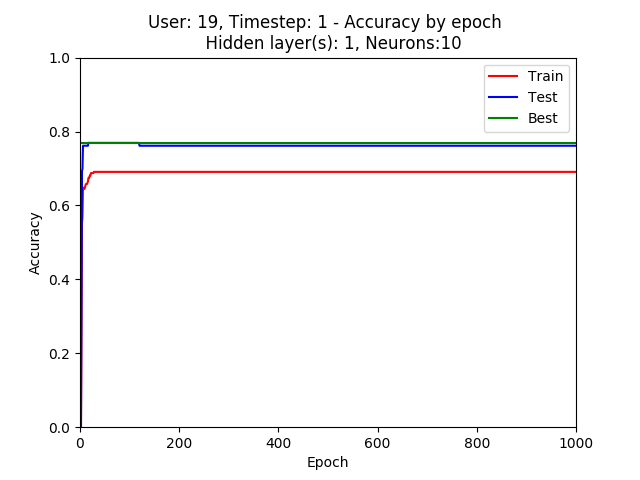 User: 19, Timestep: 1 - Accuracy by epoch
Hidden layer(s): 1, Neurons:10
1.0
0.8
0.6
0.4
0.2
0.0
Accuracy
Train
Test
Best
0
200
400
600
800
1000
Epoch